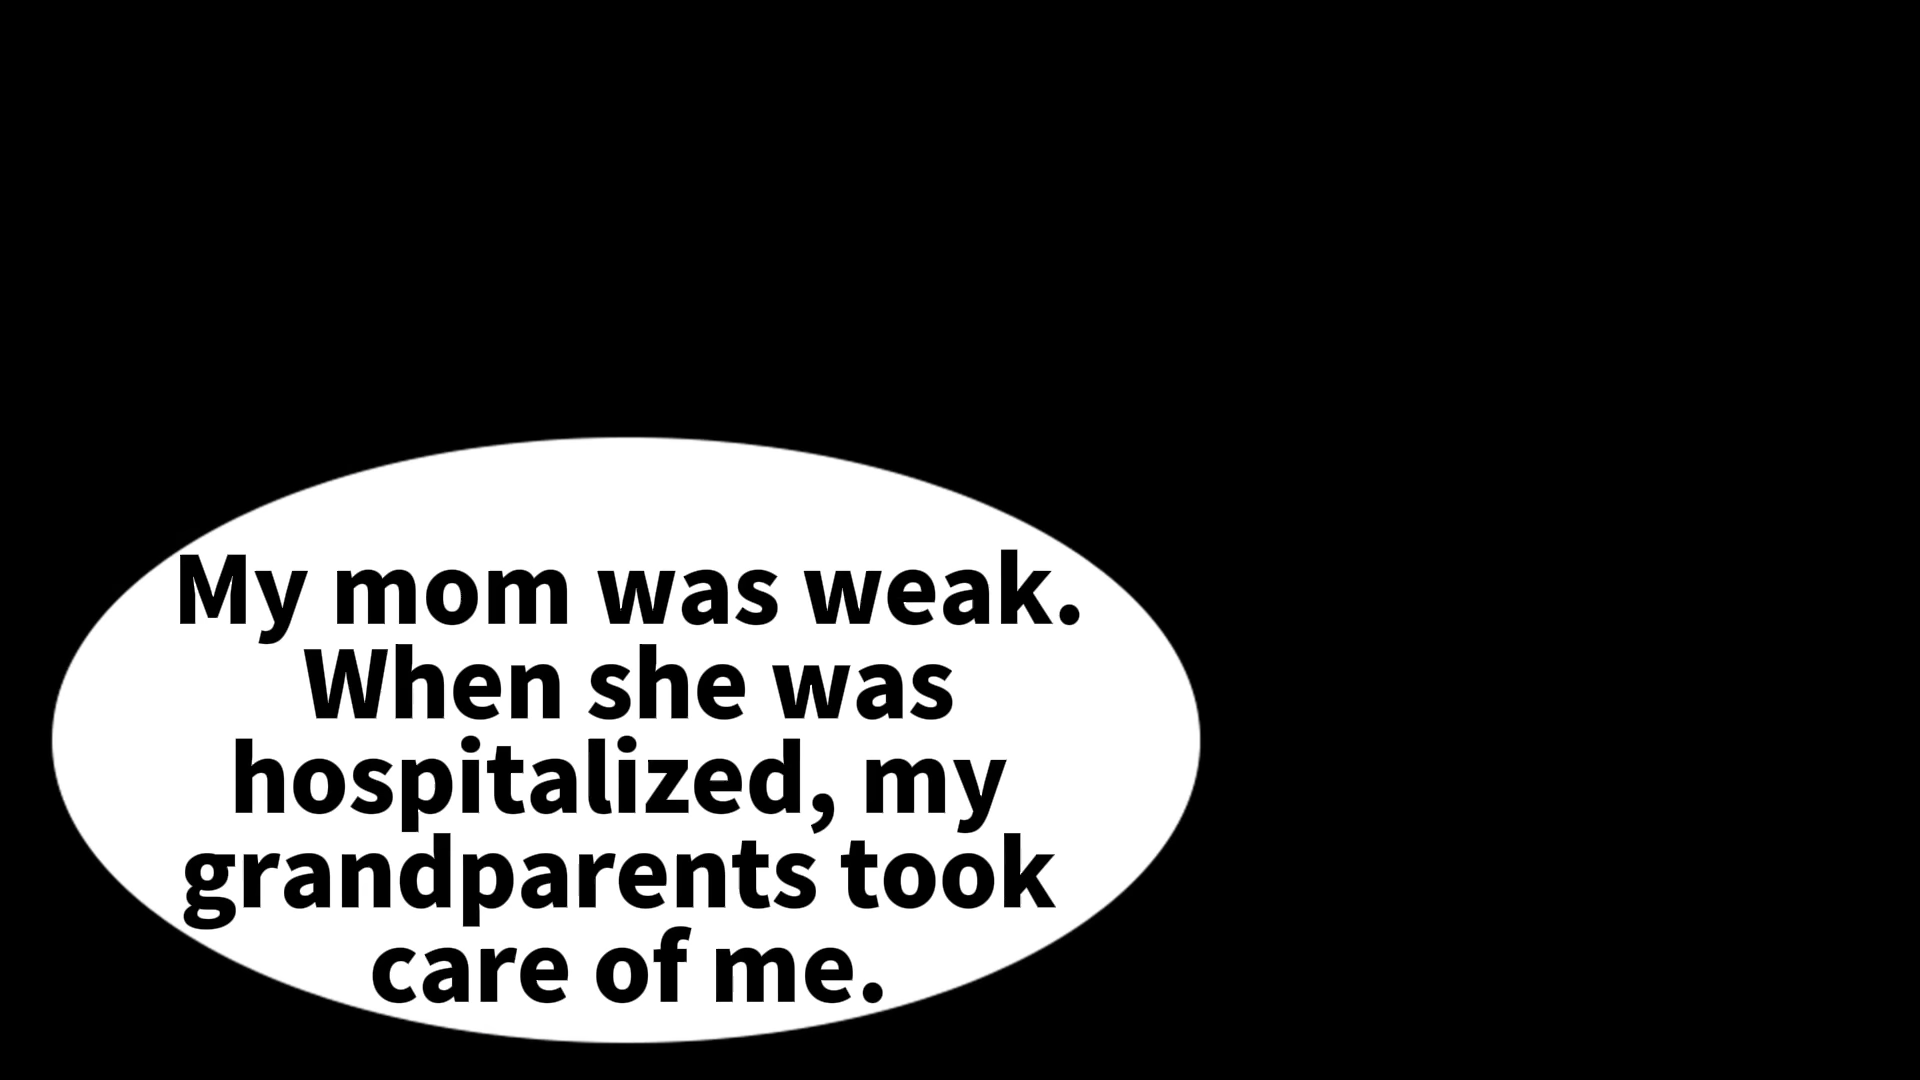 My mom was weak.
When she was
hospitalized, my
grandparents took
care of me.